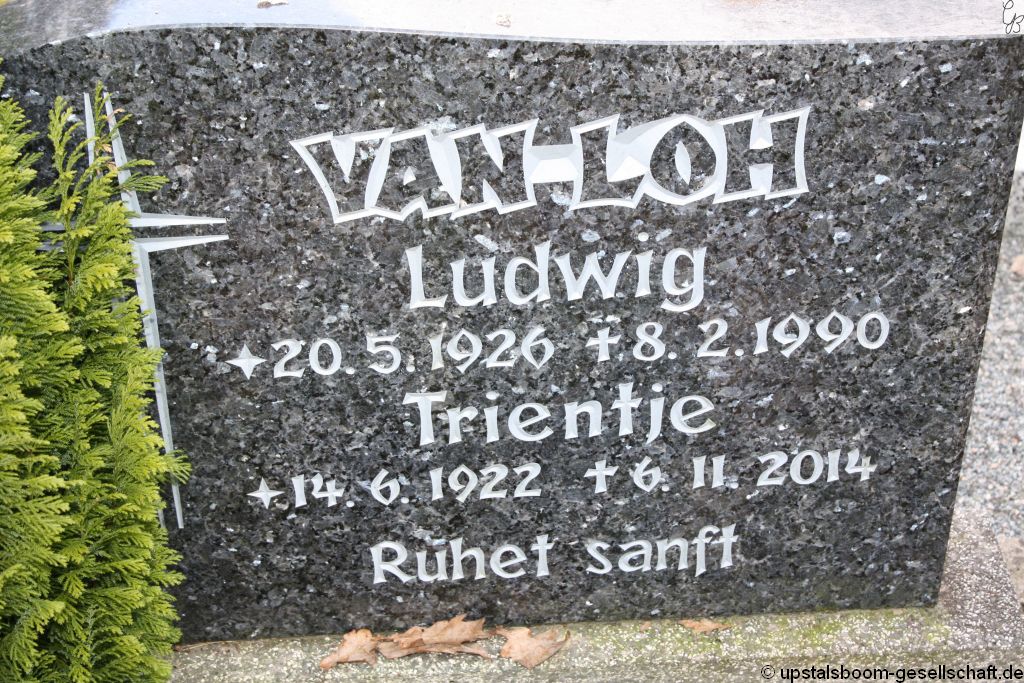 VAN-LOH
Ludwig
20.5.1926 † 8.2.1990
Trientje
14.6.1922 † 6.11.2014
Ruhet sanft
© upstalsboom-gesellschaft.de